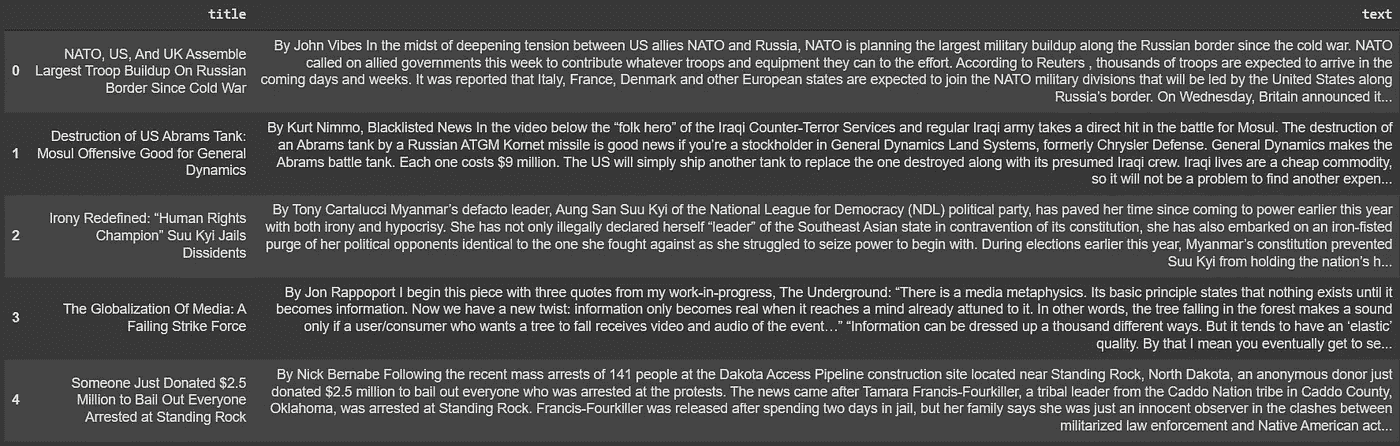 title text
0
NATO, US, And UK Assemble
Largest Troop Buildup On Russian
Border Since Cold War
By John Vibes In the midst of deepening tension between US allies NATO and Russia, NATO is planning the largest military buildup along the Russian border since the cold war. NATO
called on allied governments this week to contribute whatever troops and equipment they can to the effort. According to Reuters , thousands of troops are expected to arrive in the
coming days and weeks. It was reported that Italy, France, Denmark and other European states are expected to join the NATO military divisions that will be led by the United States along
Russia's border. On Wednesday, Britain announced it...
1
Destruction of US Abrams Tank:
Mosul Offensive Good for General
Dynamics
By Kurt Nimmo, Blacklisted News In the video below the “folk hero” of the Iraqi Counter-Terror Services and regular Iraqi army takes a direct hit in the battle for Mosul. The destruction of
an Abrams tank by a Russian ATGM Kornet missile is good news if you're a stockholder in General Dynamics Land Systems, formerly Chrysler Defense. General Dynamics makes the
Abrams battle tank. Each one costs $9 million. The US will simply ship another tank to replace the one destroyed along with its presumed Iraqi crew. Iraqi lives are a cheap commodity,
so it will not be a problem to find another expen...
2
Irony Redefined: “Human Rights
Champion” Suu Kyi Jails
Dissidents
By Tony Cartalucci Myanmar's defacto leader, Aung San Suu Kyi of the National League for Democracy (NDL) political party, has paved her time since coming to power earlier this year
with both irony and hypocrisy. She has not only illegally declared herself “leader” of the Southeast Asian state in contravention of its constitution, she has also embarked on an iron-fisted
purge of her political opponents identical to the one she fought against as she struggled to seize power to begin with. During elections earlier this year, Myanmar's constitution prevented
Suu Kyi from holding the nation's h...
3
The Globalization Of Media: A
Failing Strike Force
By Jon Rappoport I begin this piece with three quotes from my work-in-progress, The Underground: “There is a media metaphysics. Its basic principle states that nothing exists until it
becomes information. Now we have a new twist: information only becomes real when it reaches a mind already attuned to it. In other words, the tree falling in the forest makes a sound
only if a user/consumer who wants a tree to fall receives video and audio of the event…” “Information can be dressed up a thousand different ways. But it tends to have an ‘elastic’
quality. By that I mean you eventually get to se...
4
Someone Just Donated $2.5
Million to Bail Out Everyone
Arrested at Standing Rock
By Nick Bernabe Following the recent mass arrests of 141 people at the Dakota Access Pipeline construction site located near Standing Rock, North Dakota, an anonymous donor just
donated $2.5 million to bail out everyone who was arrested at the protests. The news came after Tamara Francis-Fourkiller, a tribal leader from the Caddo Nation tribe in Caddo County,
Oklahoma, was arrested at Standing Rock. Francis-Fourkiller was released after spending two days in jail, but her family says she was just an innocent observer in the clashes between
militarized law enforcement and Native American act...